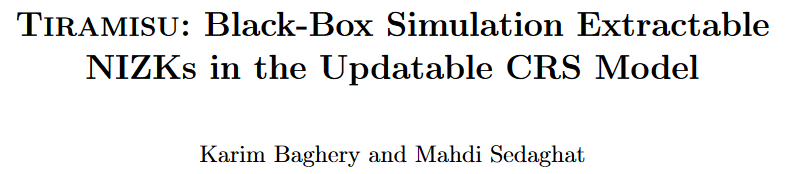 TIRAMISU: Black-Box Simulation Extractable
NIZKs in the Updatable CRS Model
Karim Baghery and Mahdi Sedaghat